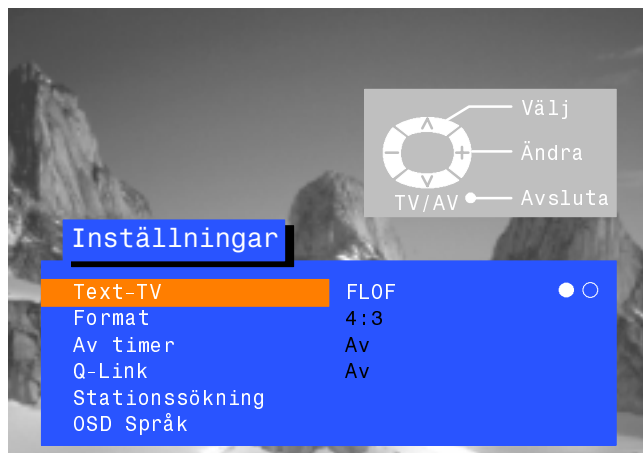 Välj
Ändra
TV/AV Avsluta
Inställningar
Text-TV FLOF
Format 4:3
Av timer Av
Q-Link Av
Stationssökning
OSD Språk